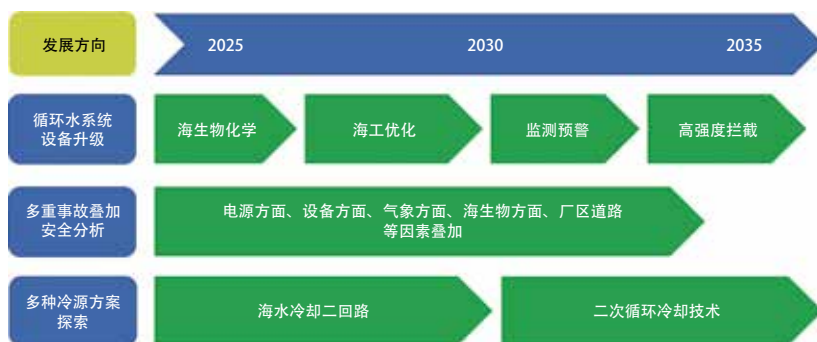 发展方向
2025 2030 2035
循环水系统
设备升级
海生物化学 海工优化 监测预警 高强度拦截
多重事故叠加
安全分析
电源方面、设备方面、气象方面、海生物方面、厂区道路
等因素叠加
多种冷源方案
探索
海水冷却二回路 二次循环冷却技术